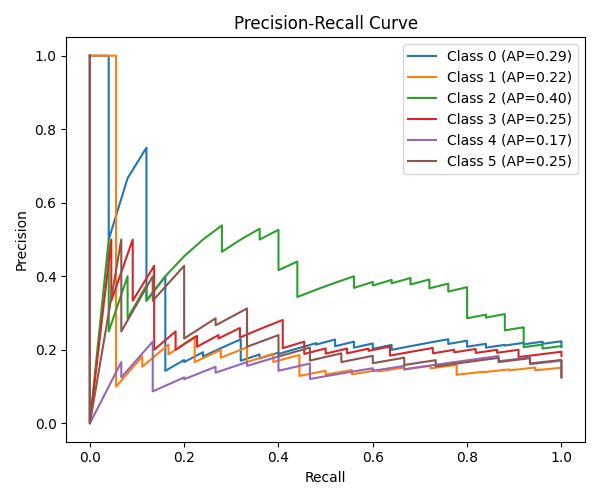 Precision-Recall Curve
Precision
1.0
0.8
0.6
0.4
0.2
0.0
Class 0 (AP=0.29)
Class 1 (AP=0.22)
Class 2 (AP=0.40)
Class 3 (AP=0.25)
Class 4 (AP=0.17)
Class 5 (AP=0.25)
0.0 0.2 0.4 0.6 0.8 1.0
Recall